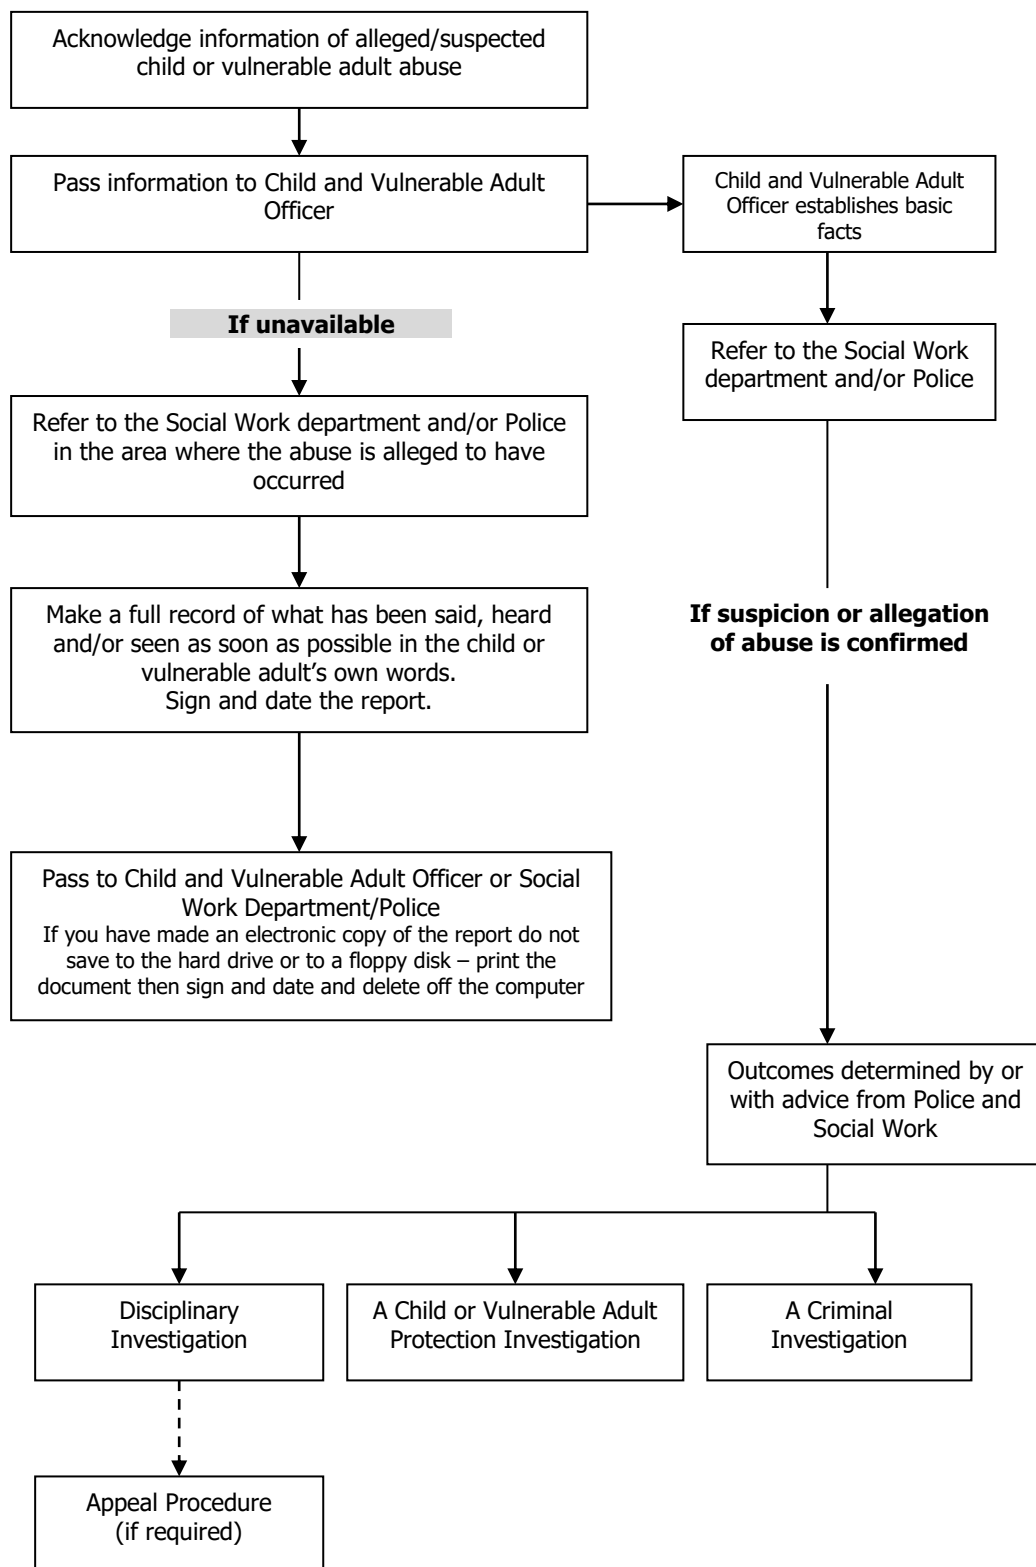 Acknowledge information of alleged/suspected
child or vulnerable adult abuse
Pass information to Child and Vulnerable Adult
Officer
Child and Vulnerable Adult
Officer establishes basic
facts
If unavailable
Refer to the Social Work
department and/or Police
Refer to the Social Work department and/or Police
in the area where the abuse is alleged to have
occurred
Make a full record of what has been said, heard
and/or seen as soon as possible in the child or
vulnerable adult’s own words.
Sign and date the report.
If suspicion or allegation
of abuse is confirmed
Pass to Child and Vulnerable Adult Officer or Social
Work Department/Police
If you have made an electronic copy of the report do not
save to the hard drive or to a floppy disk – print the
document then sign and date and delete off the computer
Outcomes determined by or
with advice from Police and
Social Work
Disciplinary
Investigation
A Child or Vulnerable Adult
Protection Investigation
A Criminal
Investigation
Appeal Procedure
(if required)